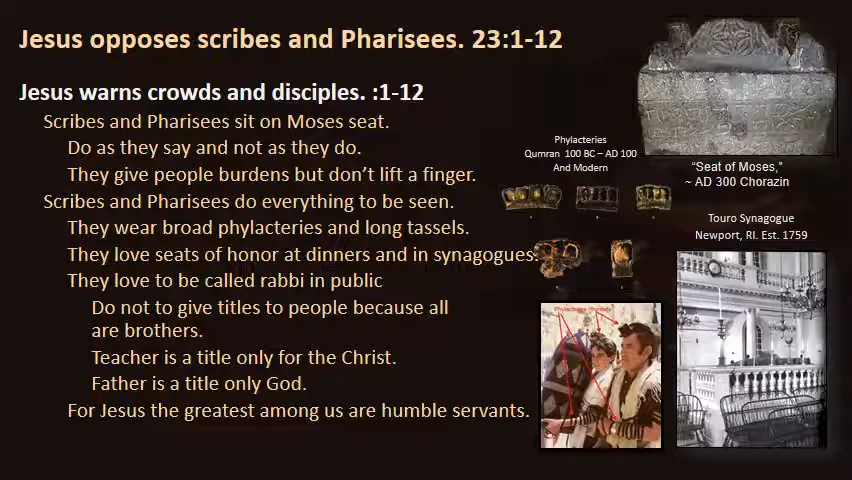 Jesus opposes scribes and Pharisees. 23:1-12
Jesus warns crowds and disciples. :1-12
Scribes and Pharisees sit on Moses seat.
Do as they say and not as they do.
They give people burdens but don't lift a finger.
Scribes and Pharisees do everything to be seen.
They wear broad phylacteries and long tassels.
They love seats of honor at dinners and in synagogues.
They love to be called rabbi in public
Do not to give titles to people because all
are brothers.
Teacher is a title only for the Christ.
Father is a title only God.
For Jesus the greatest among us are humble servants.
Phylacteries
Qumran 100 BC – AD 100
And Modern
“Seat of Moses,”
~ AD 300 Chorazin
Touro Synagogue
Newport, RI. Est. 1759